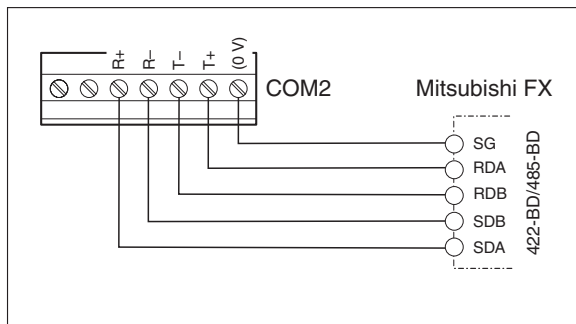 R+
R–
T–
T+
(0 V)
COM2
Mitsubishi FX
SG
RDA
RDB
SDB
SDA
422-BD/485-BD